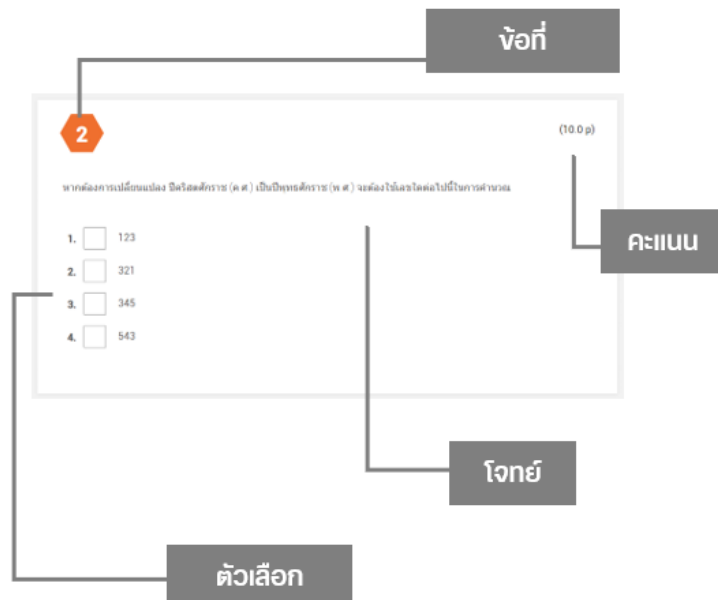 ข้อที่
2
(10.0 p)
หากต้องการเปลี่ยนแปลง ปีคริสตศักราช (ค.ศ.) เป็นปีพุทธศักราช (พ.ศ.) จะต้องใช้เลขใดต่อไปนี้ในการคำนวณ
คะแนน
1. 123
2. 321
3. 345
4. 543
โจทย์
ตัวเลือก